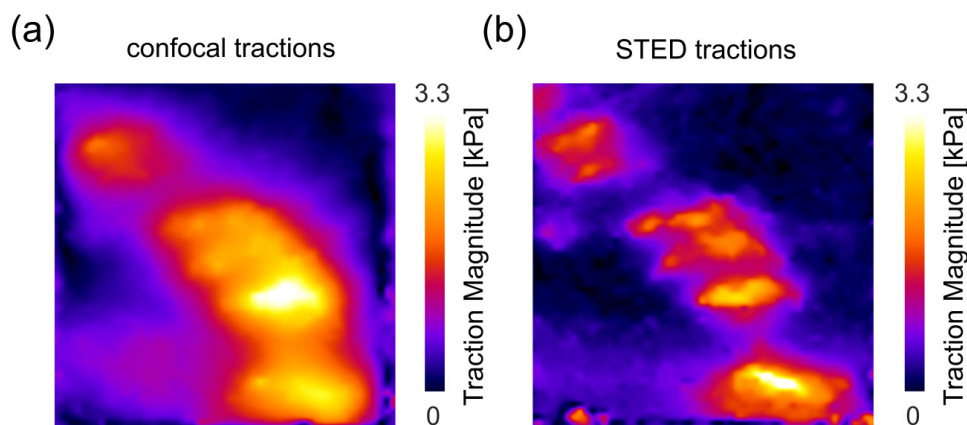 (a)
confocal tractions
3.3
Traction Magnitude [kPa]
0
(b)
STED tractions
3.3
Traction Magnitude [kPa]
0